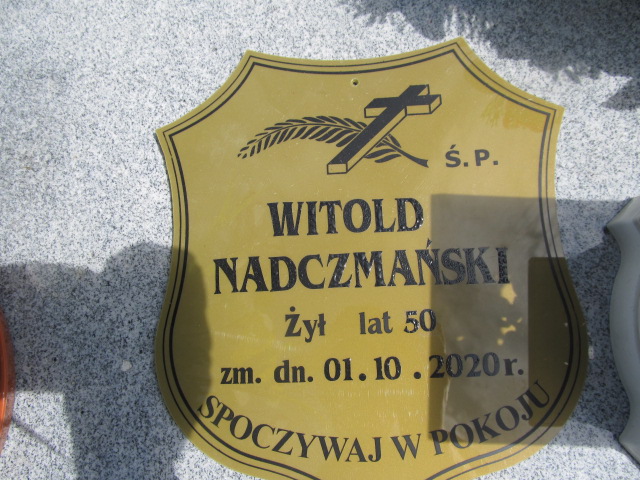 Ś.P.
WITOLD
NADCZMAŃSKI
Żył lat 50
zm. dn. 01.10.2020r.
SPOCZYWAJ W POKOJU